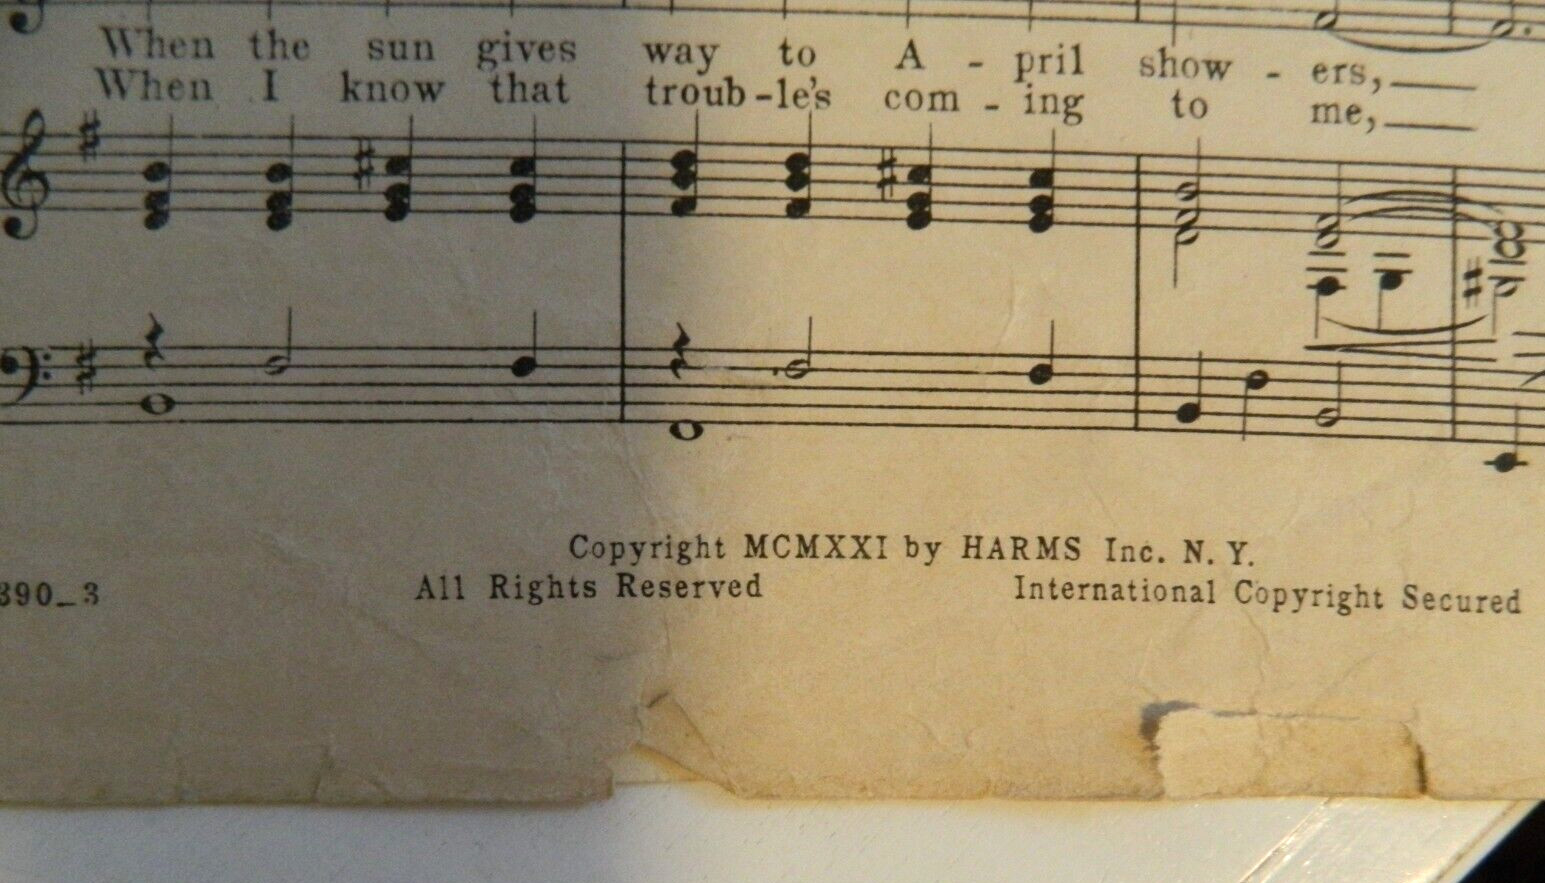 When the sun gives way to A - pril show - ers,
When I know that troub-le's com - ing to me,
Copyright MCMXXI by HARMS Inc. N. Y.
390_3 All Rights Reserved International Copyright Secured